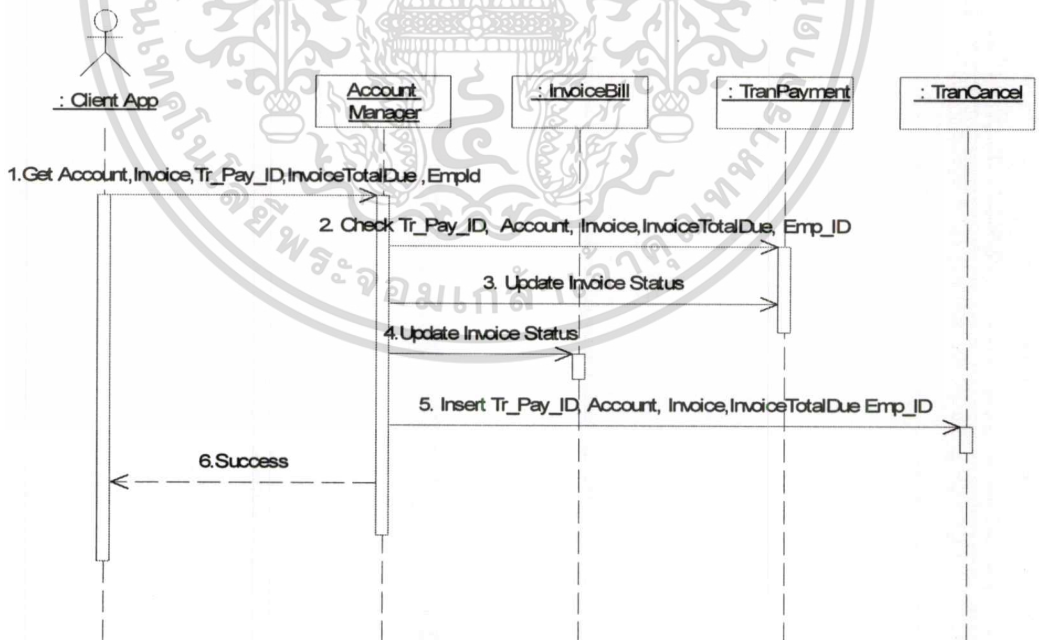 : Client App
Account
Manager
: InvoiceBill
: TranPayment
: TranCancel
1.Get Account,Invoice,Tr_Pay_ID,InvoiceTotalDue ,EmpId
2. Check Tr_Pay_ID, Account, Invoice,InvoiceTotalDue, Emp_ID
3. Update Invoice Status
4.Update Invoice Status
5. Insert Tr_Pay_ID, Account, Invoice,InvoiceTotalDue Emp_ID
6.Success